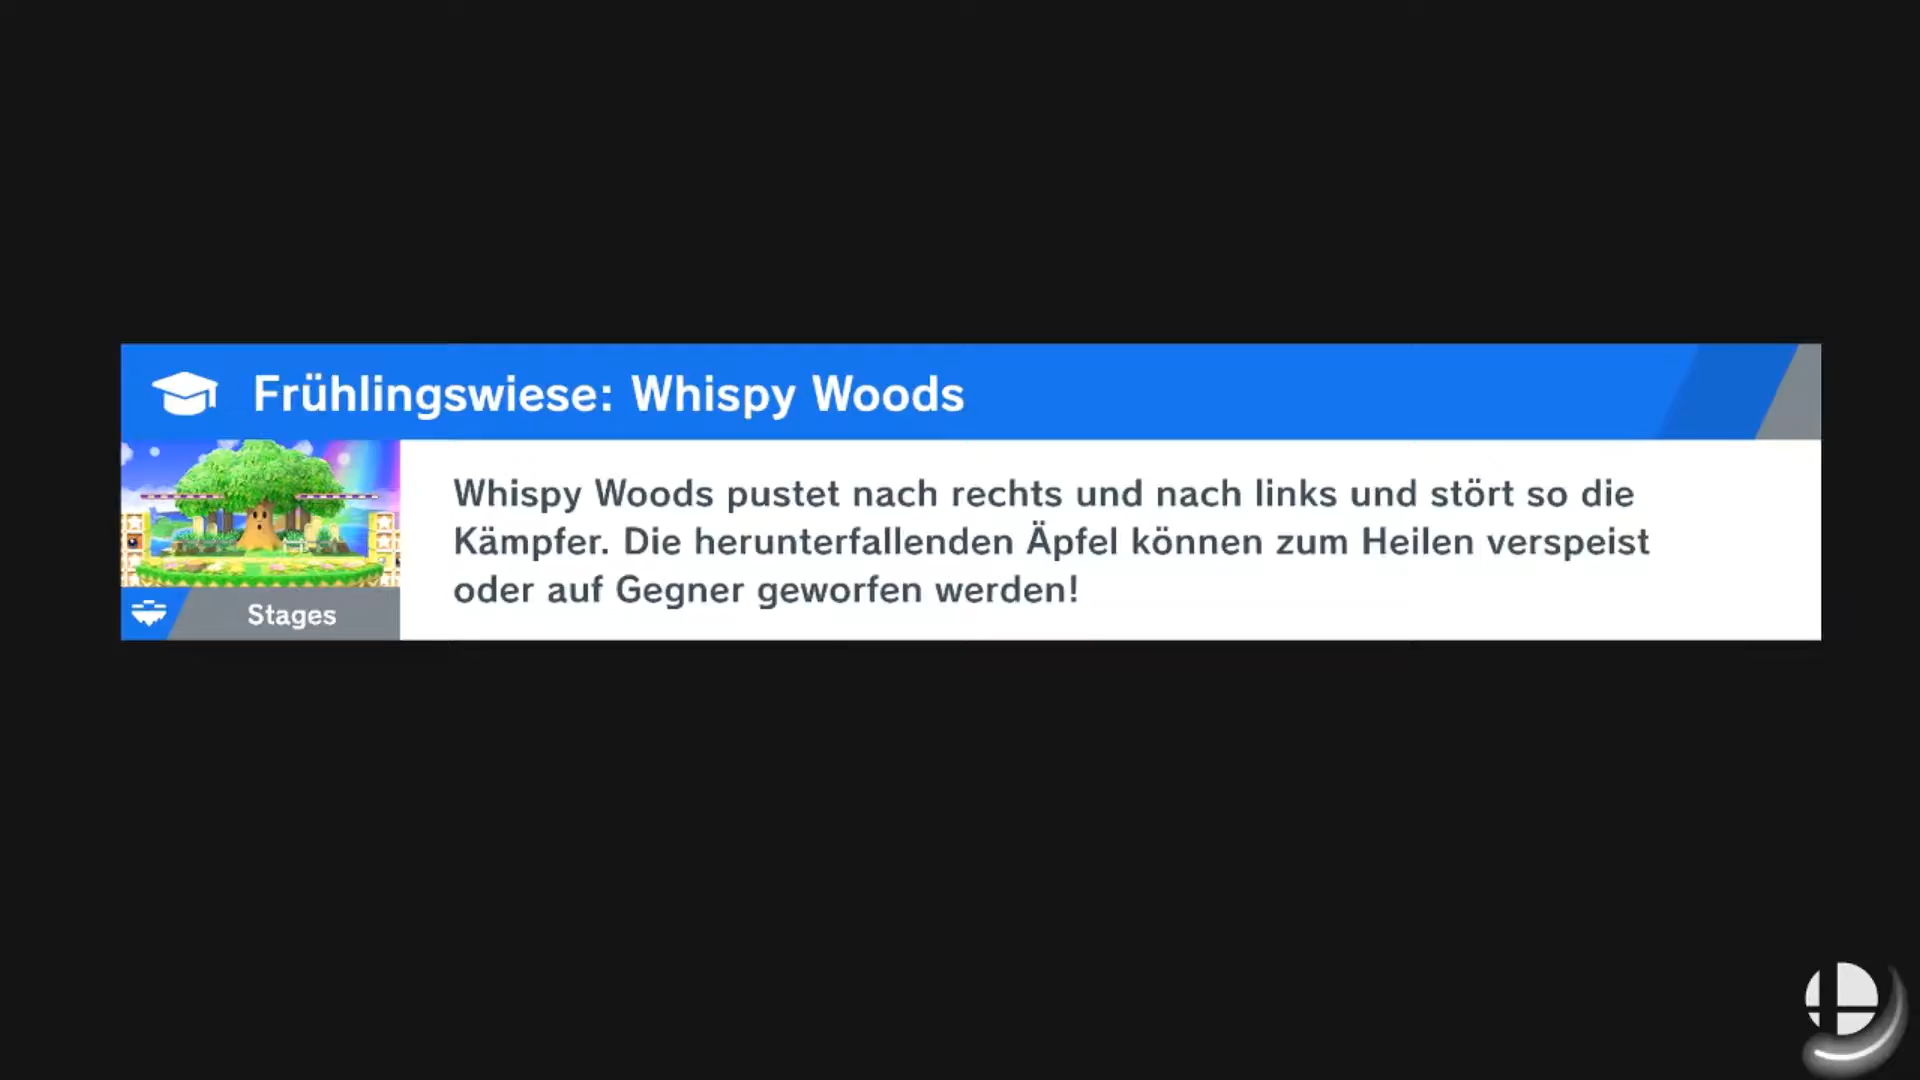 Frühlingswiese: Whispy Woods
Whispy Woods pustet nach rechts und nach links und stört so die
Kämpfer. Die herunterfallenden Äpfel können zum Heilen verspeist
oder auf Gegner geworfen werden!
Stages